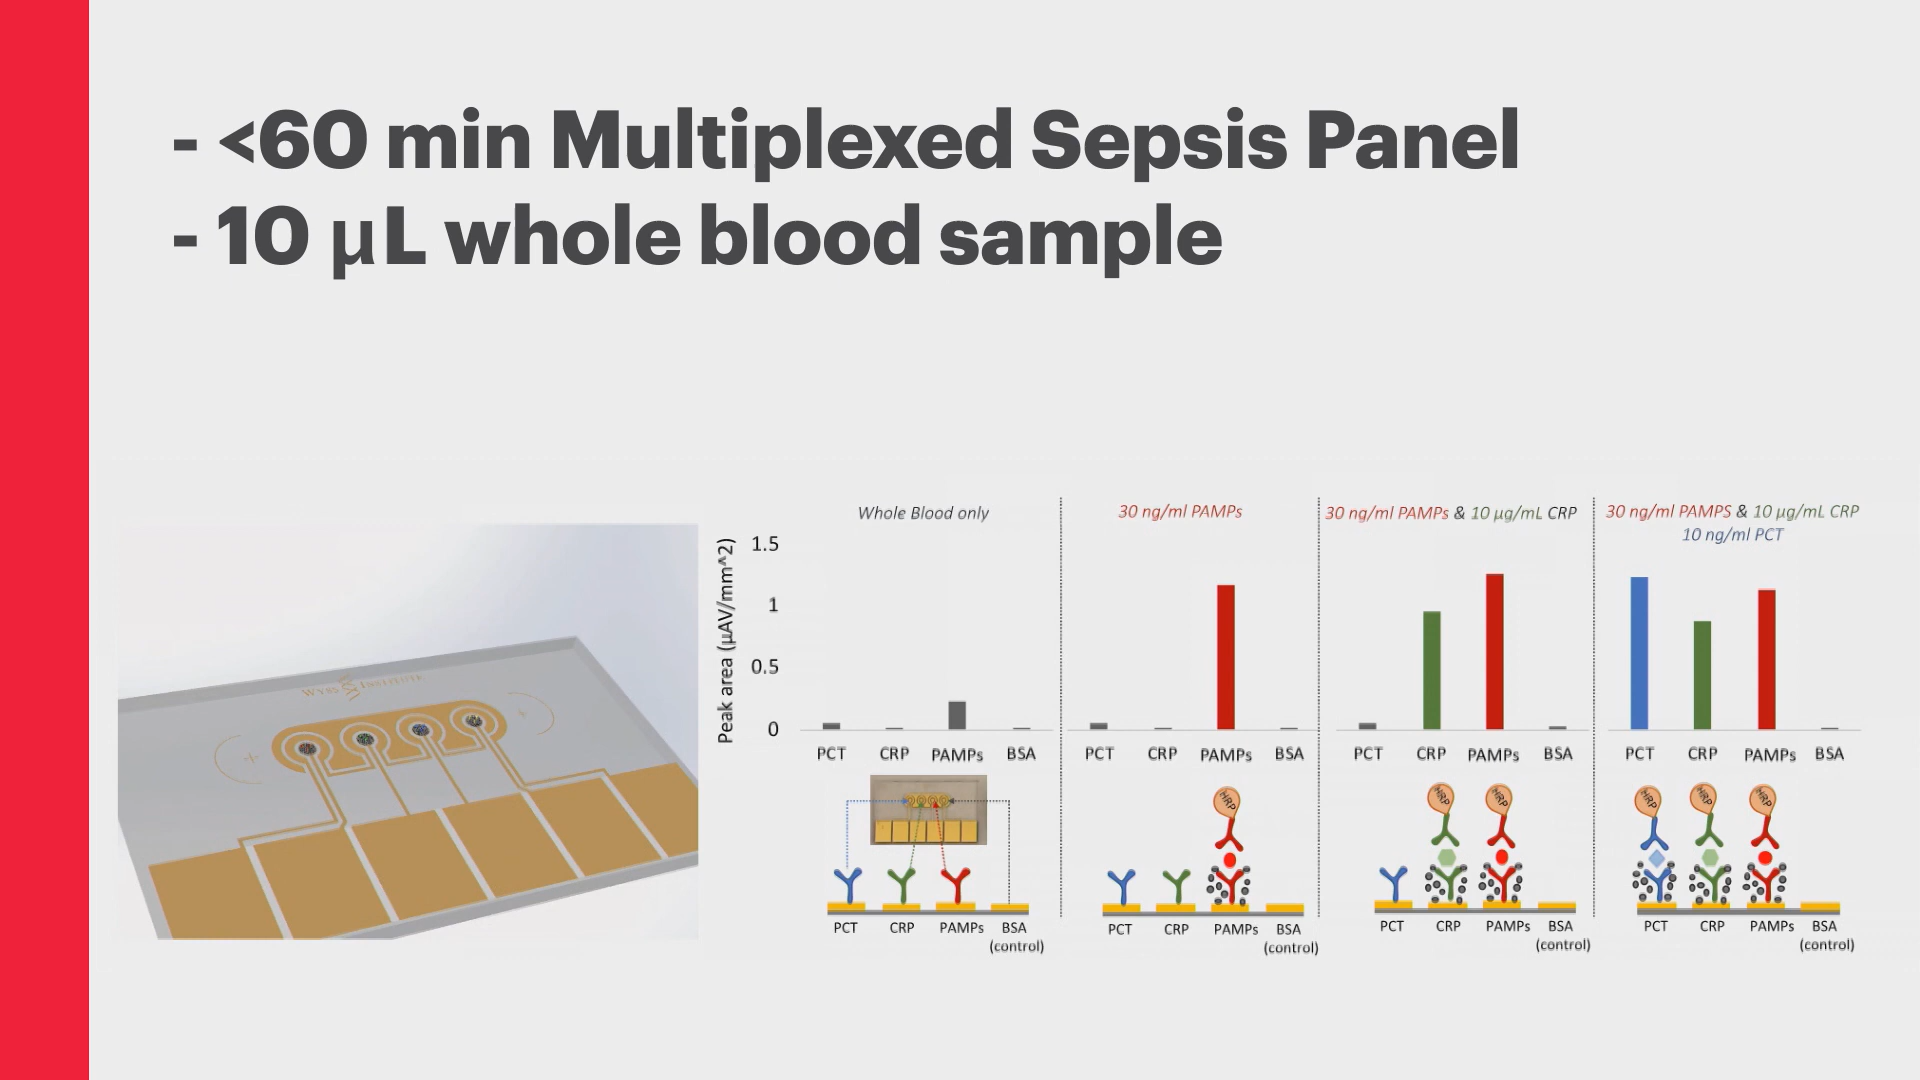 - <60 min Multiplexed Sepsis Panel
- 10 µL whole blood sample
WYSS INSTITUTE
Peak area (µAV/mm^2)
1.5
1
0.5
0
Whole Blood only
PCT CRP PAMPs BSA
PCT CRP PAMPs BSA
(control)
30 ng/ml PAMPs
PCT CRP PAMPs BSA
HRP
PCT CRP PAMPs BSA
(control)
30 ng/ml PAMPs & 10 µg/mL CRP
PCT CRP PAMPs BSA
HRP HRP
PCT CRP PAMPs BSA
(control)
30 ng/ml PAMPS & 10 µg/mL CRP
10 ng/ml PCT
PCT CRP PAMPs BSA
HRP HRP HRP
PCT CRP PAMPs BSA
(control)